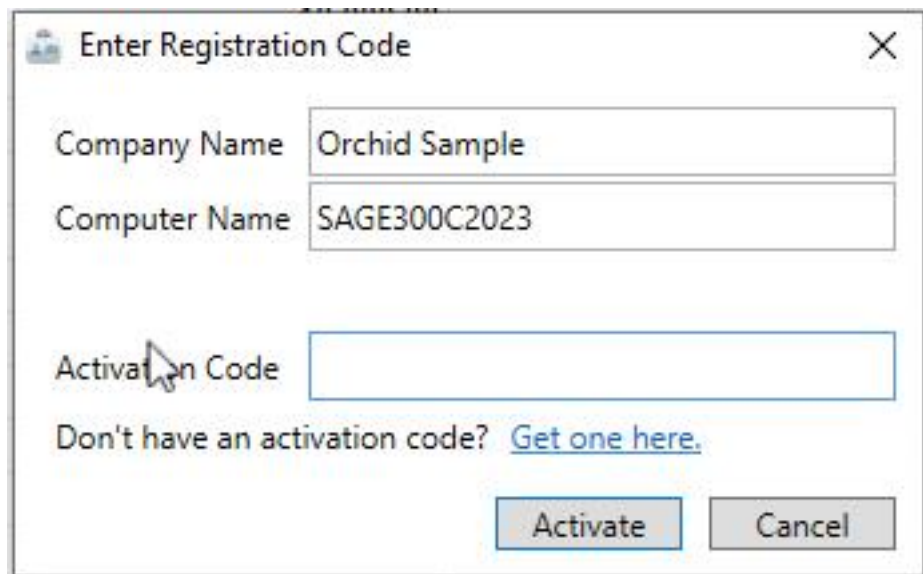 Enter Registration Code
Company Name Orchid Sample
Computer Name SAGE300C2023
Activation Code
Don't have an activation code? Get one here.
Activate Cancel